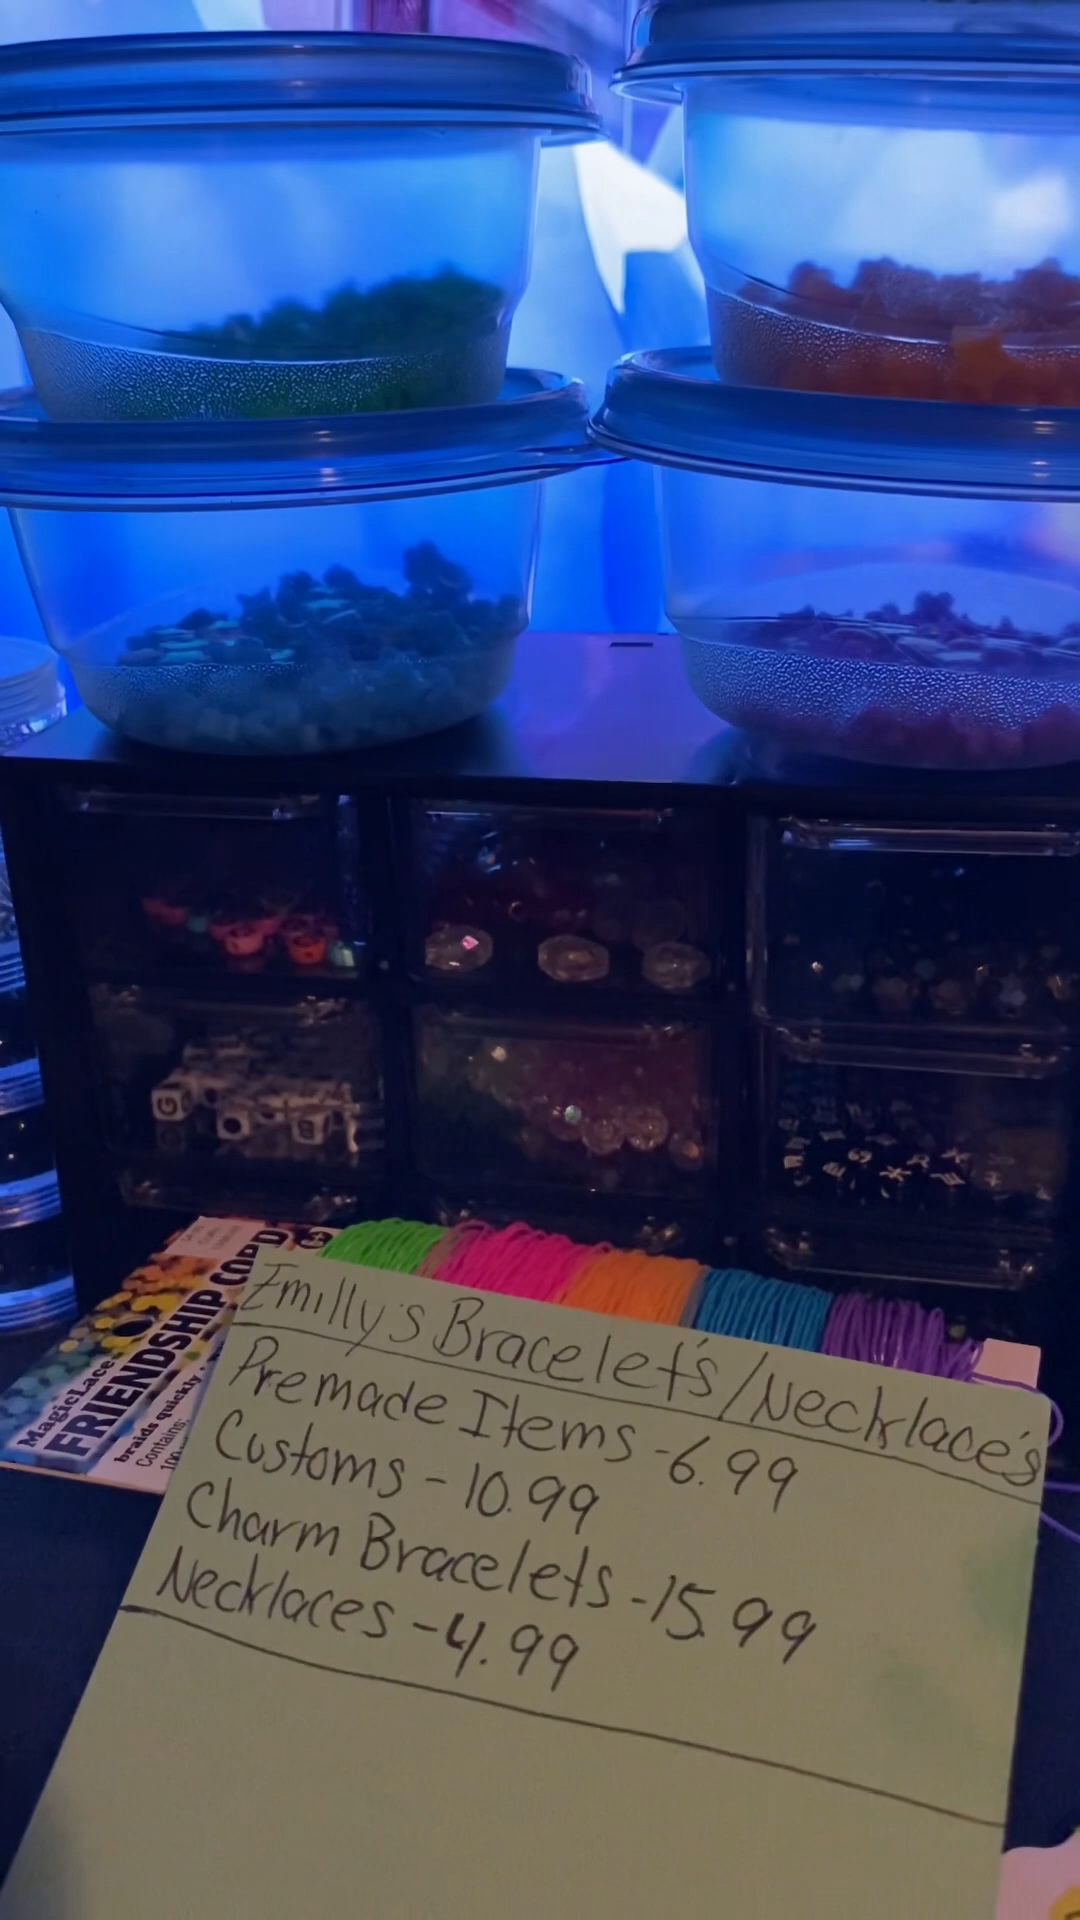 MagicLace
FRIENDSHIP CORD
braids quickly
Contains:
Emilly's Bracelet's/Necklace's
Premade Items - 6.99
Customs - 10.99
Charm Bracelets - 15.99
Necklaces - 4.99
G